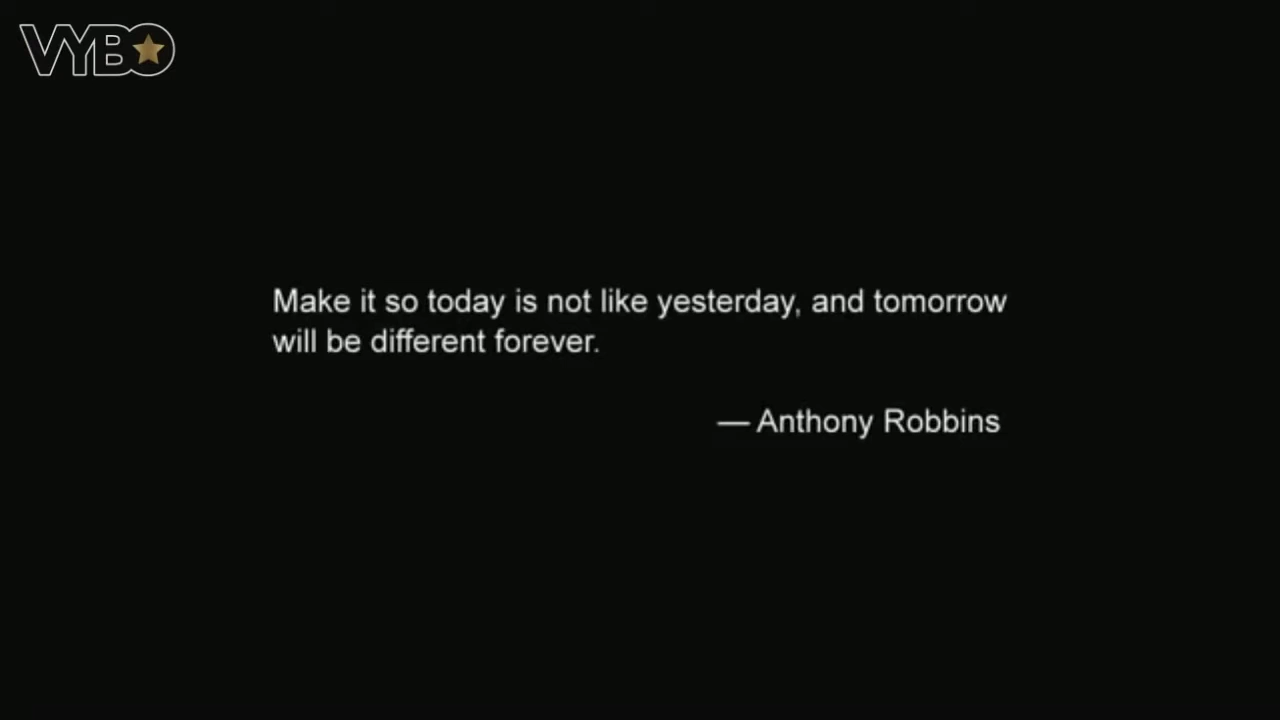 VYBO
Make it so today is not like yesterday, and tomorrow
will be different forever.
— Anthony Robbins